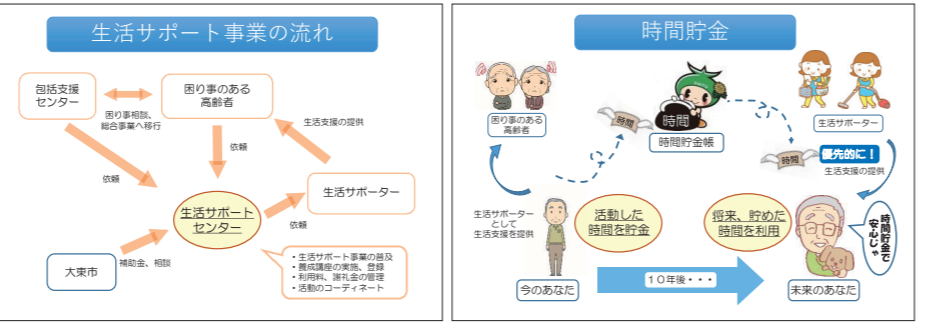 生活サポート事業の流れ
包括支援
センター
困り事のある
高齢者
困り事相談、
総合事業へ移行
生活支援の提供
依頼
依頼
生活サポーター
生活サポート
センター
依頼
大東市
補助金、相談
・生活サポート事業の普及
・養成講座の実施、登録
・利用料、謝礼金の管理
・活動のコーディネート
時間貯金
困り事のある
高齢者
時間
時間
時間貯金帳
生活サポーター
時間
優先的に！
生活支援の提供
生活サポーター
として
生活支援を提供
活動した
時間を貯金
将来、貯めた
時間を利用
時間貯金で
安心じゃ
今のあなた
１０年後・・・
未来のあなた